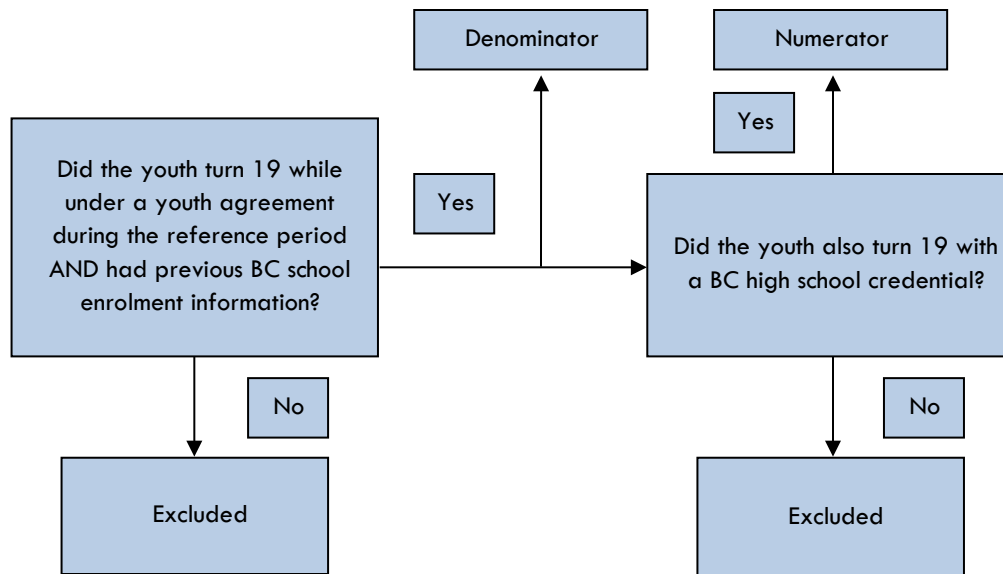 Denominator
Numerator
Yes
Did the youth turn 19 while
under a youth agreement
during the reference period
AND had previous BC school
enrolment information?
Yes
Did the youth also turn 19 with
a BC high school credential?
No
No
Excluded
Excluded